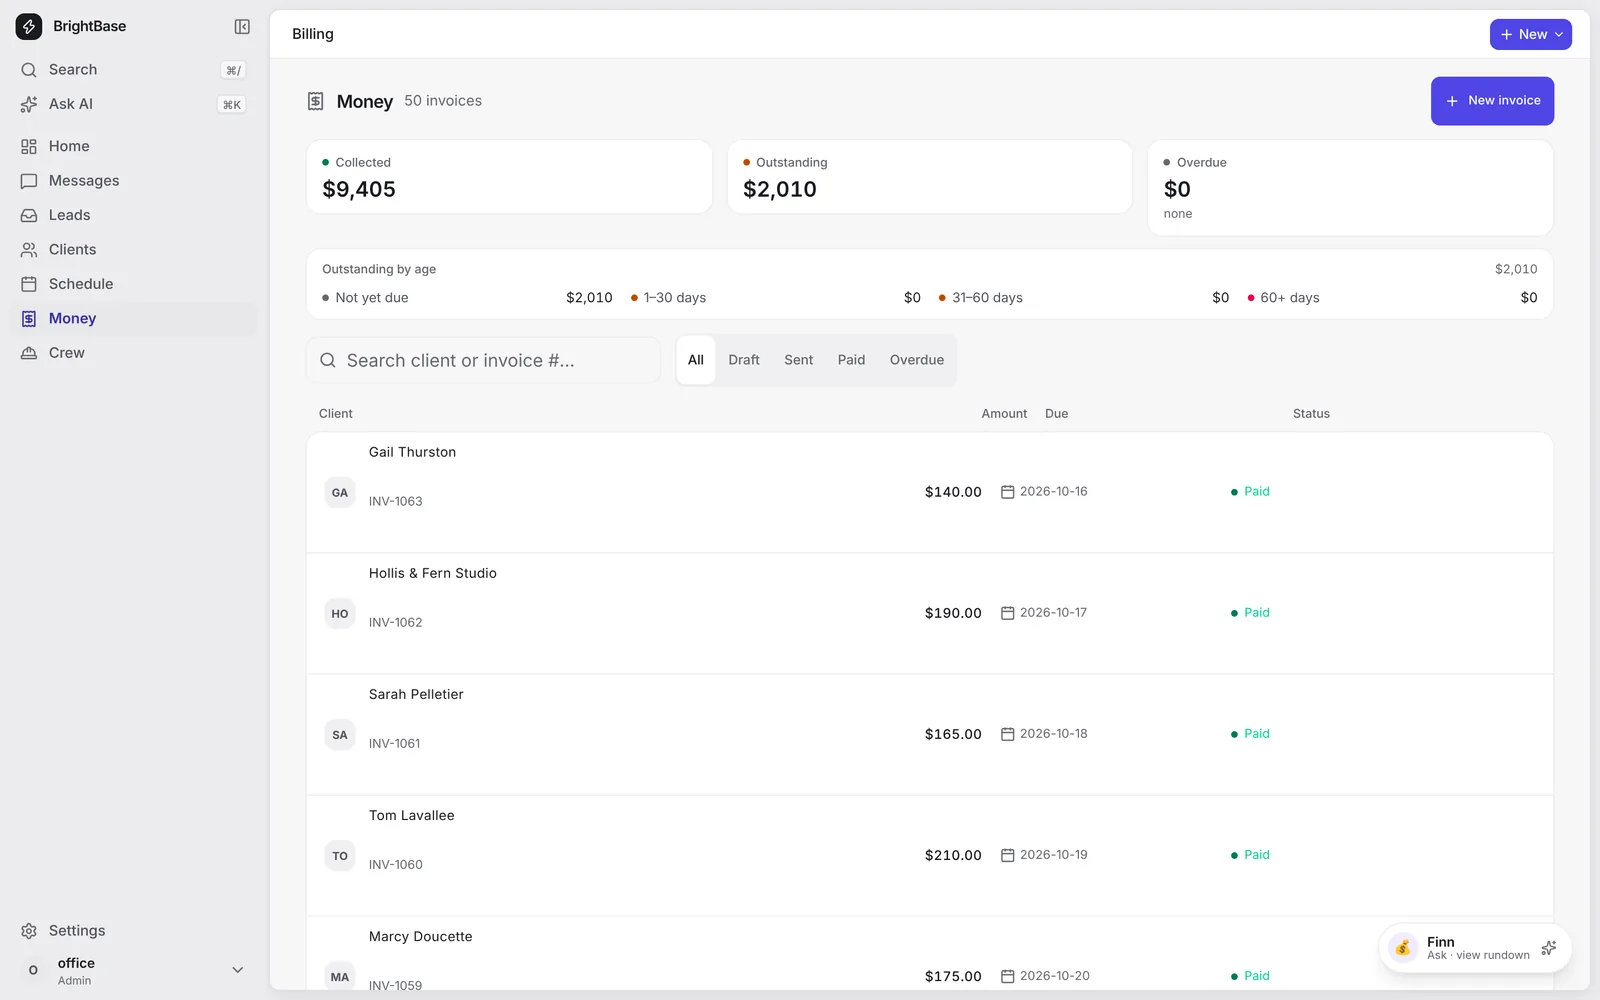 BrightBase
Search ⌘/
Ask AI ⌘K
Home
Messages
Leads
Clients
Schedule
Money
Crew
Settings
O
office
Admin
Billing
+ New
Money 50 invoices
+ New invoice
Collected
$9,405
Outstanding
$2,010
Overdue
$0
none
Outstanding by age $2,010
Not yet due $2,010 1–30 days $0 31–60 days $0 60+ days $0
Search client or invoice #...
All Draft Sent Paid Overdue
Client Amount Due Status
Gail Thurston
GA $140.00 2026-10-16 Paid
INV-1063
Hollis & Fern Studio
HO $190.00 2026-10-17 Paid
INV-1062
Sarah Pelletier
SA $165.00 2026-10-18 Paid
INV-1061
Tom Lavallee
TO $210.00 2026-10-19 Paid
INV-1060
Marcy Doucette
MA $175.00 2026-10-20 Paid
INV-1059
Finn
Ask · view rundown